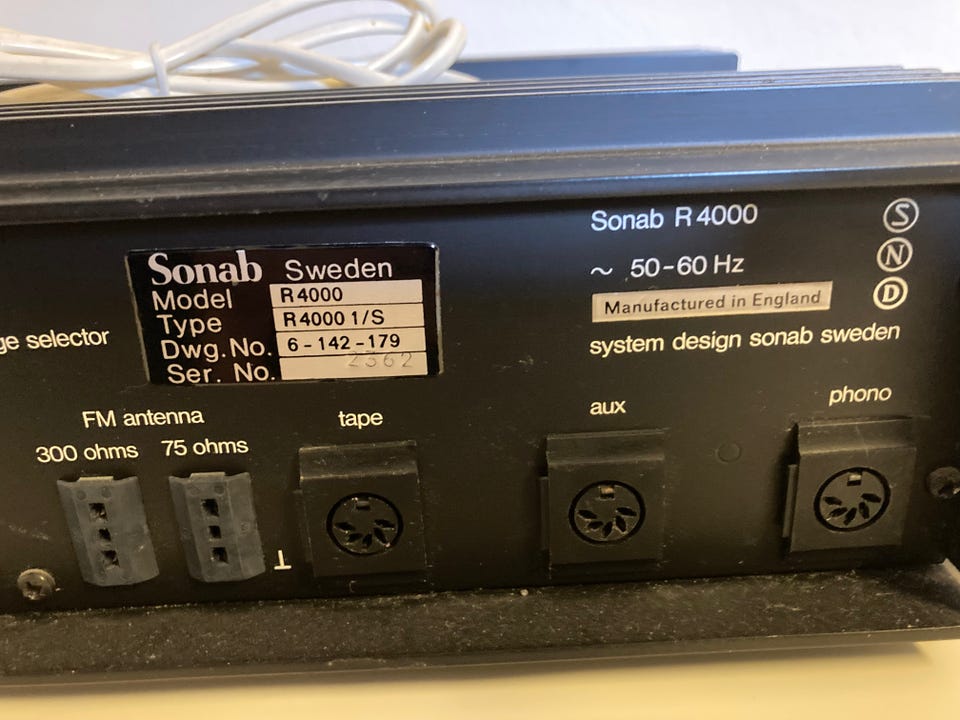 Sonab Sweden
Model R4000
Type R4000 1/S
Dwg.No. 6-142-179
Ser. No. 2362
Sonab R4000
~ 50-60 Hz
Manufactured in England
system design sonab sweden
S
N
D
ge selector
FM antenna
300 ohms 75 ohms
tape
aux
phono